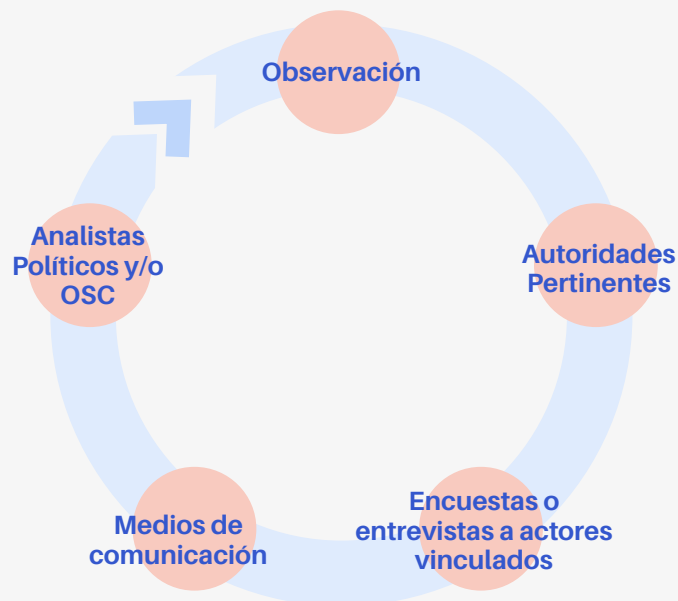 Observación
Autoridades
Pertinentes
Encuestas o
entrevistas a actores
vinculados
Medios de
comunicación
Analistas
Políticos y/o
OSC